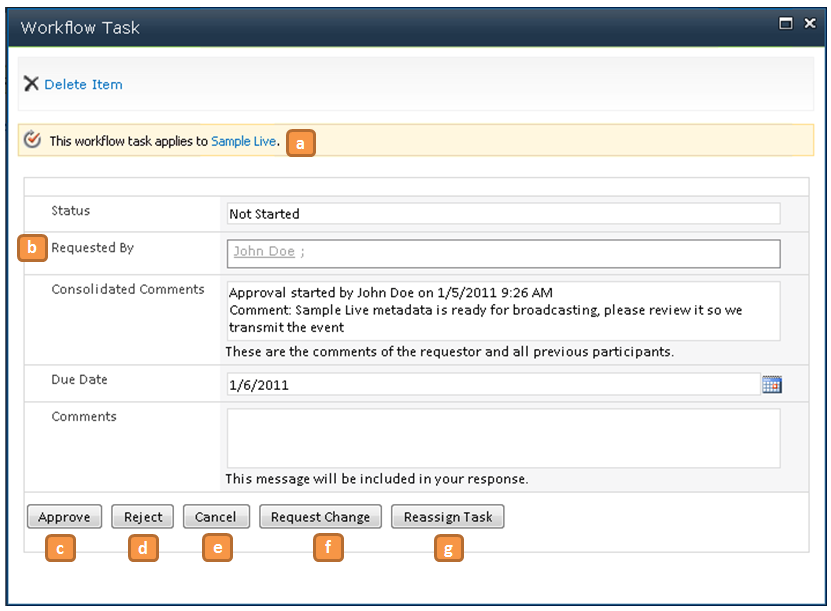 Workflow Task
Delete Item
This workflow task applies to Sample Live. a
Status
Not Started
b Requested By
John Doe ;
Consolidated Comments
Approval started by John Doe on 1/5/2011 9:26 AM
Comment: Sample Live metadata is ready for broadcasting, please review it so we
transmit the event
These are the comments of the requestor and all previous participants.
Due Date
1/6/2011
Comments
This message will be included in your response.
Approve Reject Cancel Request Change Reassign Task
c d e f g